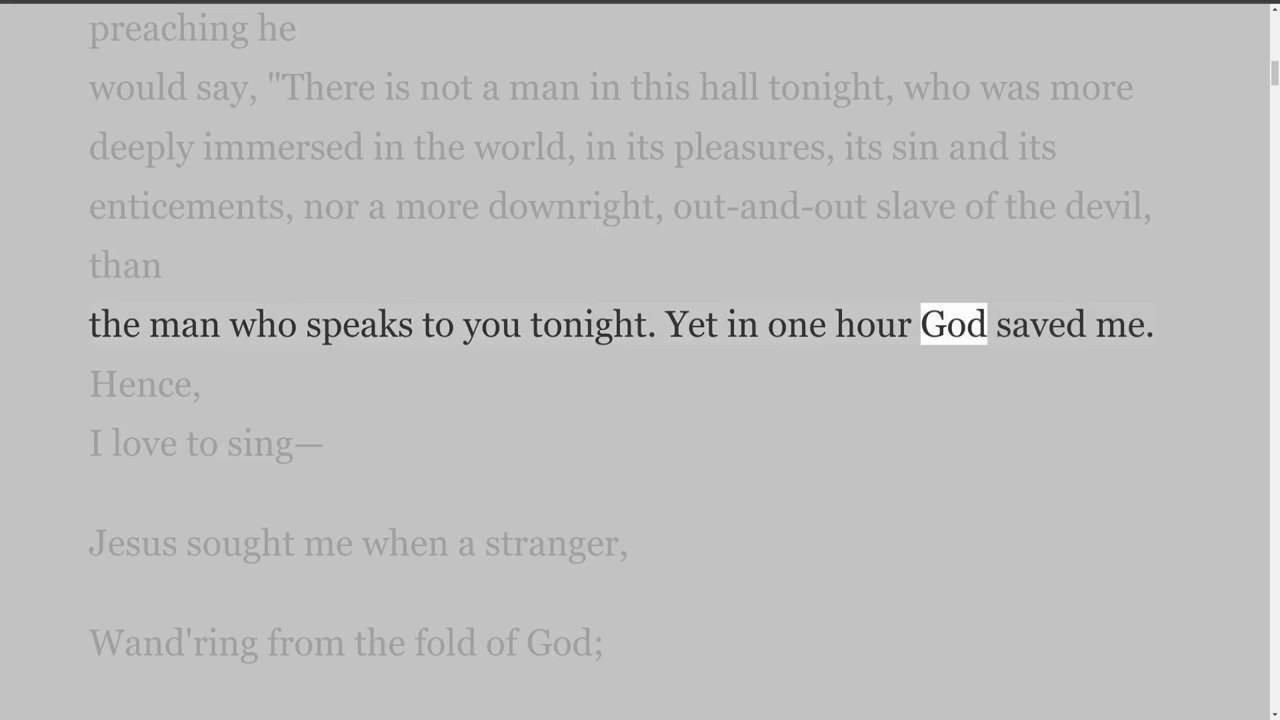 preaching he
would say, "There is not a man in this hall tonight, who was more
deeply immersed in the world, in its pleasures, its sin and its
enticements, nor a more downright, out-and-out slave of the devil,
than
the man who speaks to you tonight. Yet in one hour God saved me.
Hence,
I love to sing—
Jesus sought me when a stranger,
Wand'ring from the fold of God;